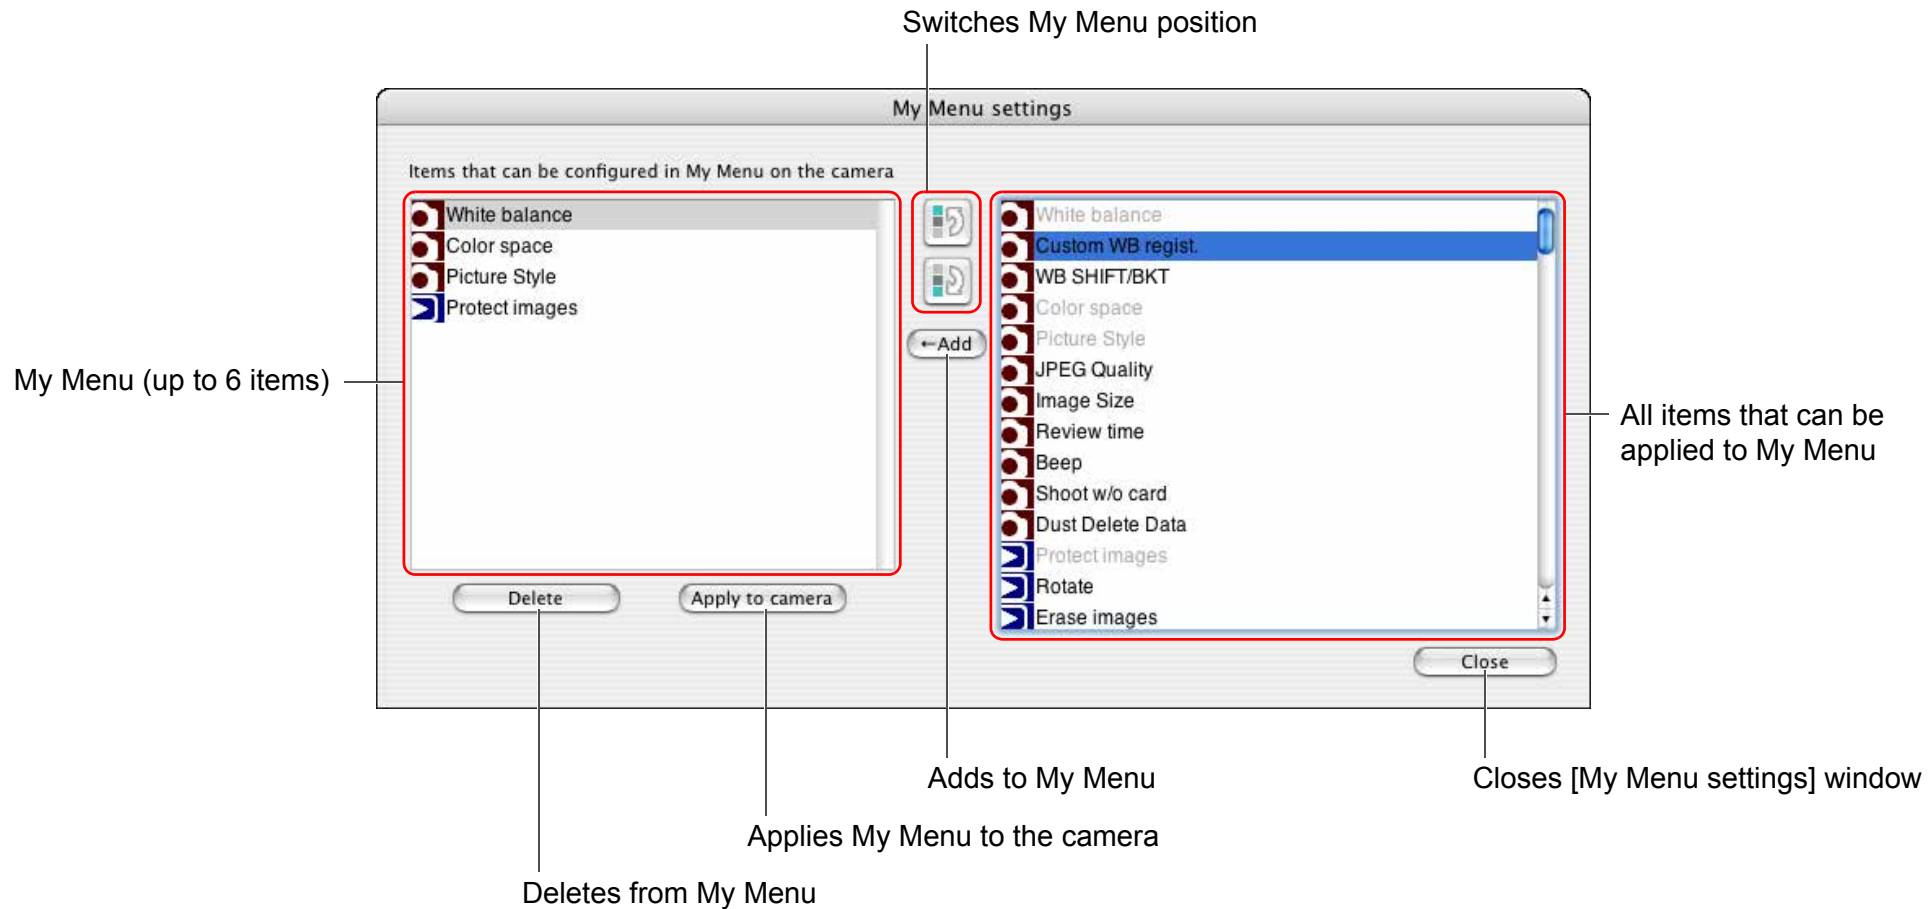 Switches My Menu position
My Menu settings
Items that can be configured in My Menu on the camera
White balance
Color space
Picture Style
Protect images
←Add
White balance
Custom WB regist.
WB SHIFT/BKT
Color space
Picture Style
JPEG Quality
Image Size
Review time
Beep
Shoot w/o card
Dust Delete Data
Protect images
Rotate
Erase images
My Menu (up to 6 items)
All items that can be
applied to My Menu
Delete
Apply to camera
Close
Adds to My Menu
Closes [My Menu settings] window
Applies My Menu to the camera
Deletes from My Menu